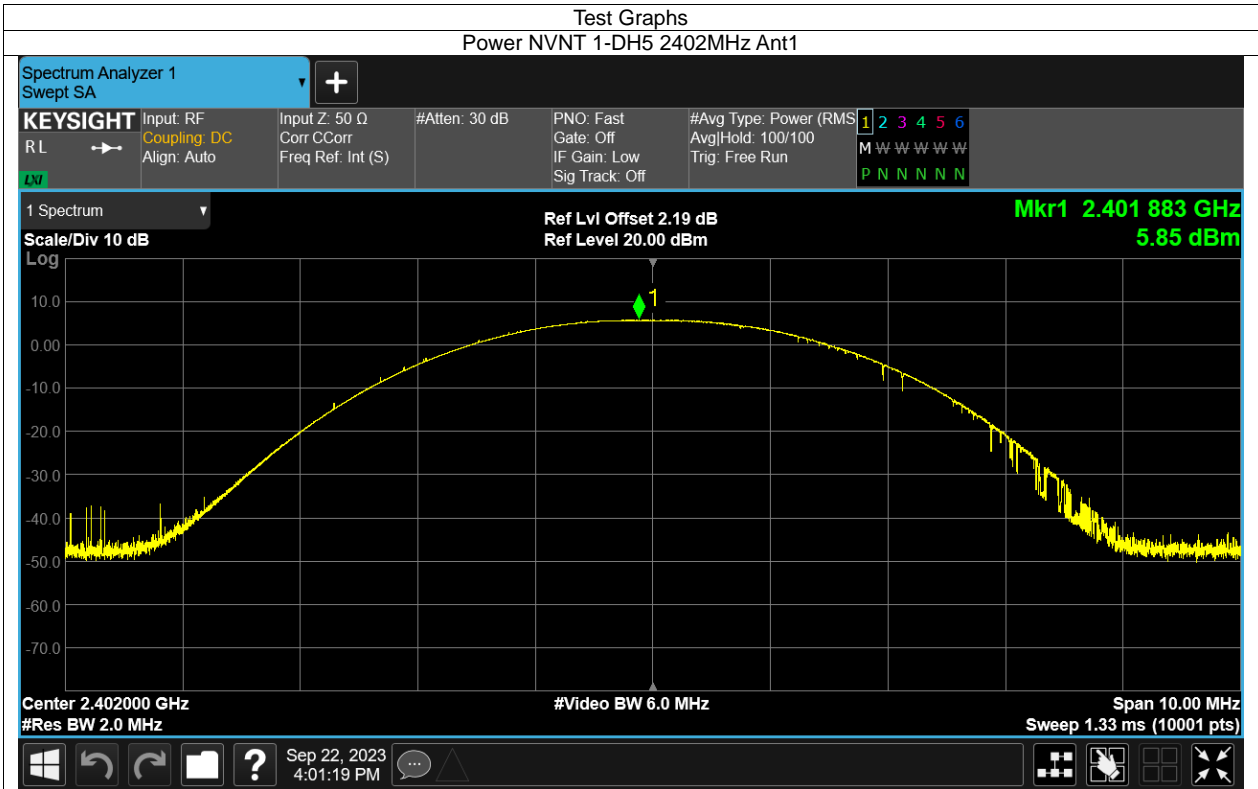 Test Graphs
Power NVNT 1-DH5 2402MHz Ant1
Spectrum Analyzer 1
Swept SA
KEYSIGHT
RL
LXI
Input: RF
Coupling: DC
Align: Auto
Input Z: 50 Ω
Corr CCorr
Freq Ref: Int (S)
#Atten: 30 dB
PNO: Fast
Gate: Off
IF Gain: Low
Sig Track: Off
#Avg Type: Power (RMS
Avg|Hold: 100/100
Trig: Free Run
1 2 3 4 5 6
M W W W W W
P N N N N N
1 Spectrum
Scale/Div 10 dB
Ref Lvl Offset 2.19 dB
Ref Level 20.00 dBm
Mkr1 2.401 883 GHz
5.85 dBm
Log
1
10.0
0.00
-10.0
-20.0
-30.0
-40.0
-50.0
-60.0
-70.0
Center 2.402000 GHz
#Res BW 2.0 MHz
#Video BW 6.0 MHz
Span 10.00 MHz
Sweep 1.33 ms (10001 pts)
?
Sep 22, 2023
4:01:19 PM